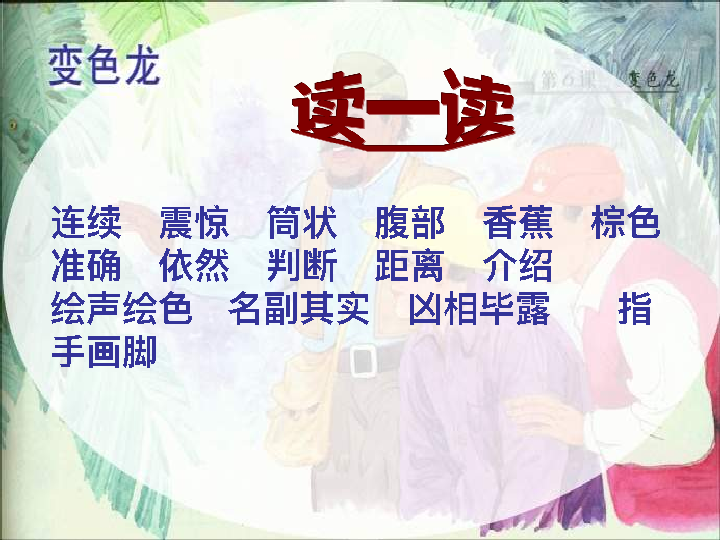 变色龙
第6课 变色龙
读一读
连续 震惊 筒状 腹部 香蕉 棕色
准确 依然 判断 距离 介绍
绘声绘色 名副其实 凶相毕露 指
手画脚